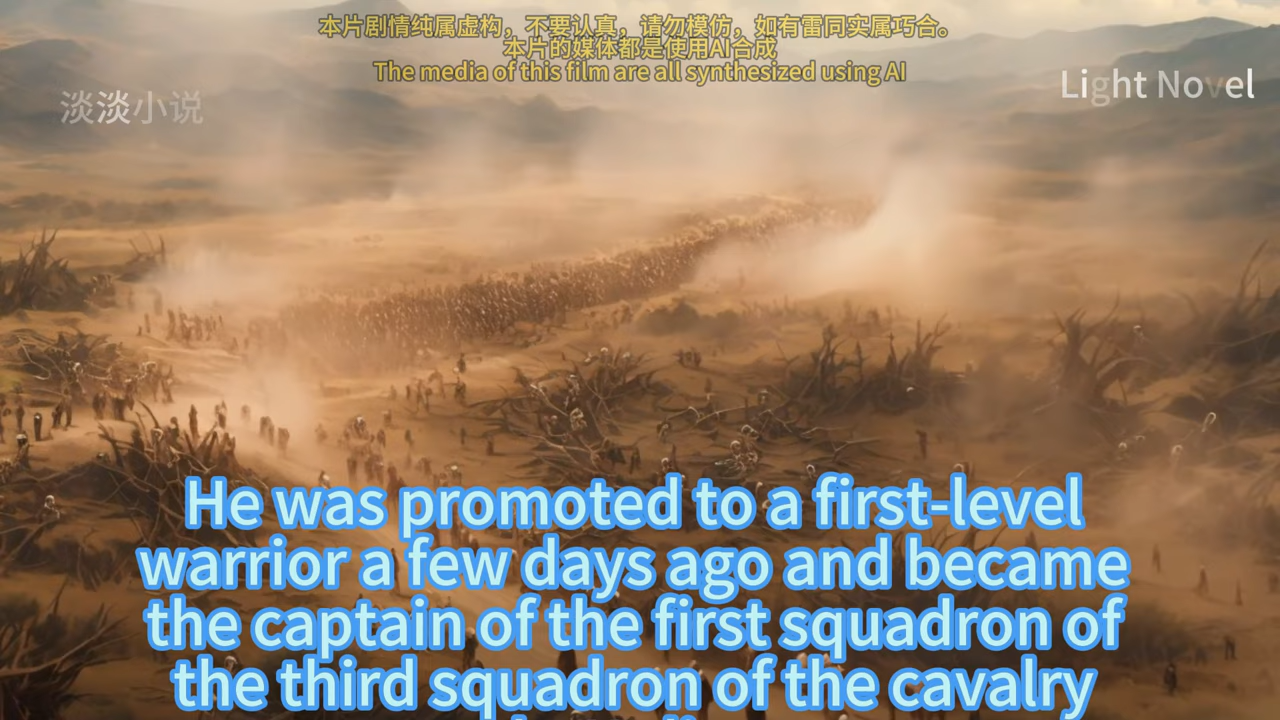 本片剧情纯属虚构，不要认真，请勿模仿，如有雷同实属巧合。
本片的媒体都是使用AI合成
The media of this film are all synthesized using AI
淡淡小说
Light Novel
He was promoted to a first-level
warrior a few days ago and became
the captain of the first squadron of
the third squadron of the cavalry